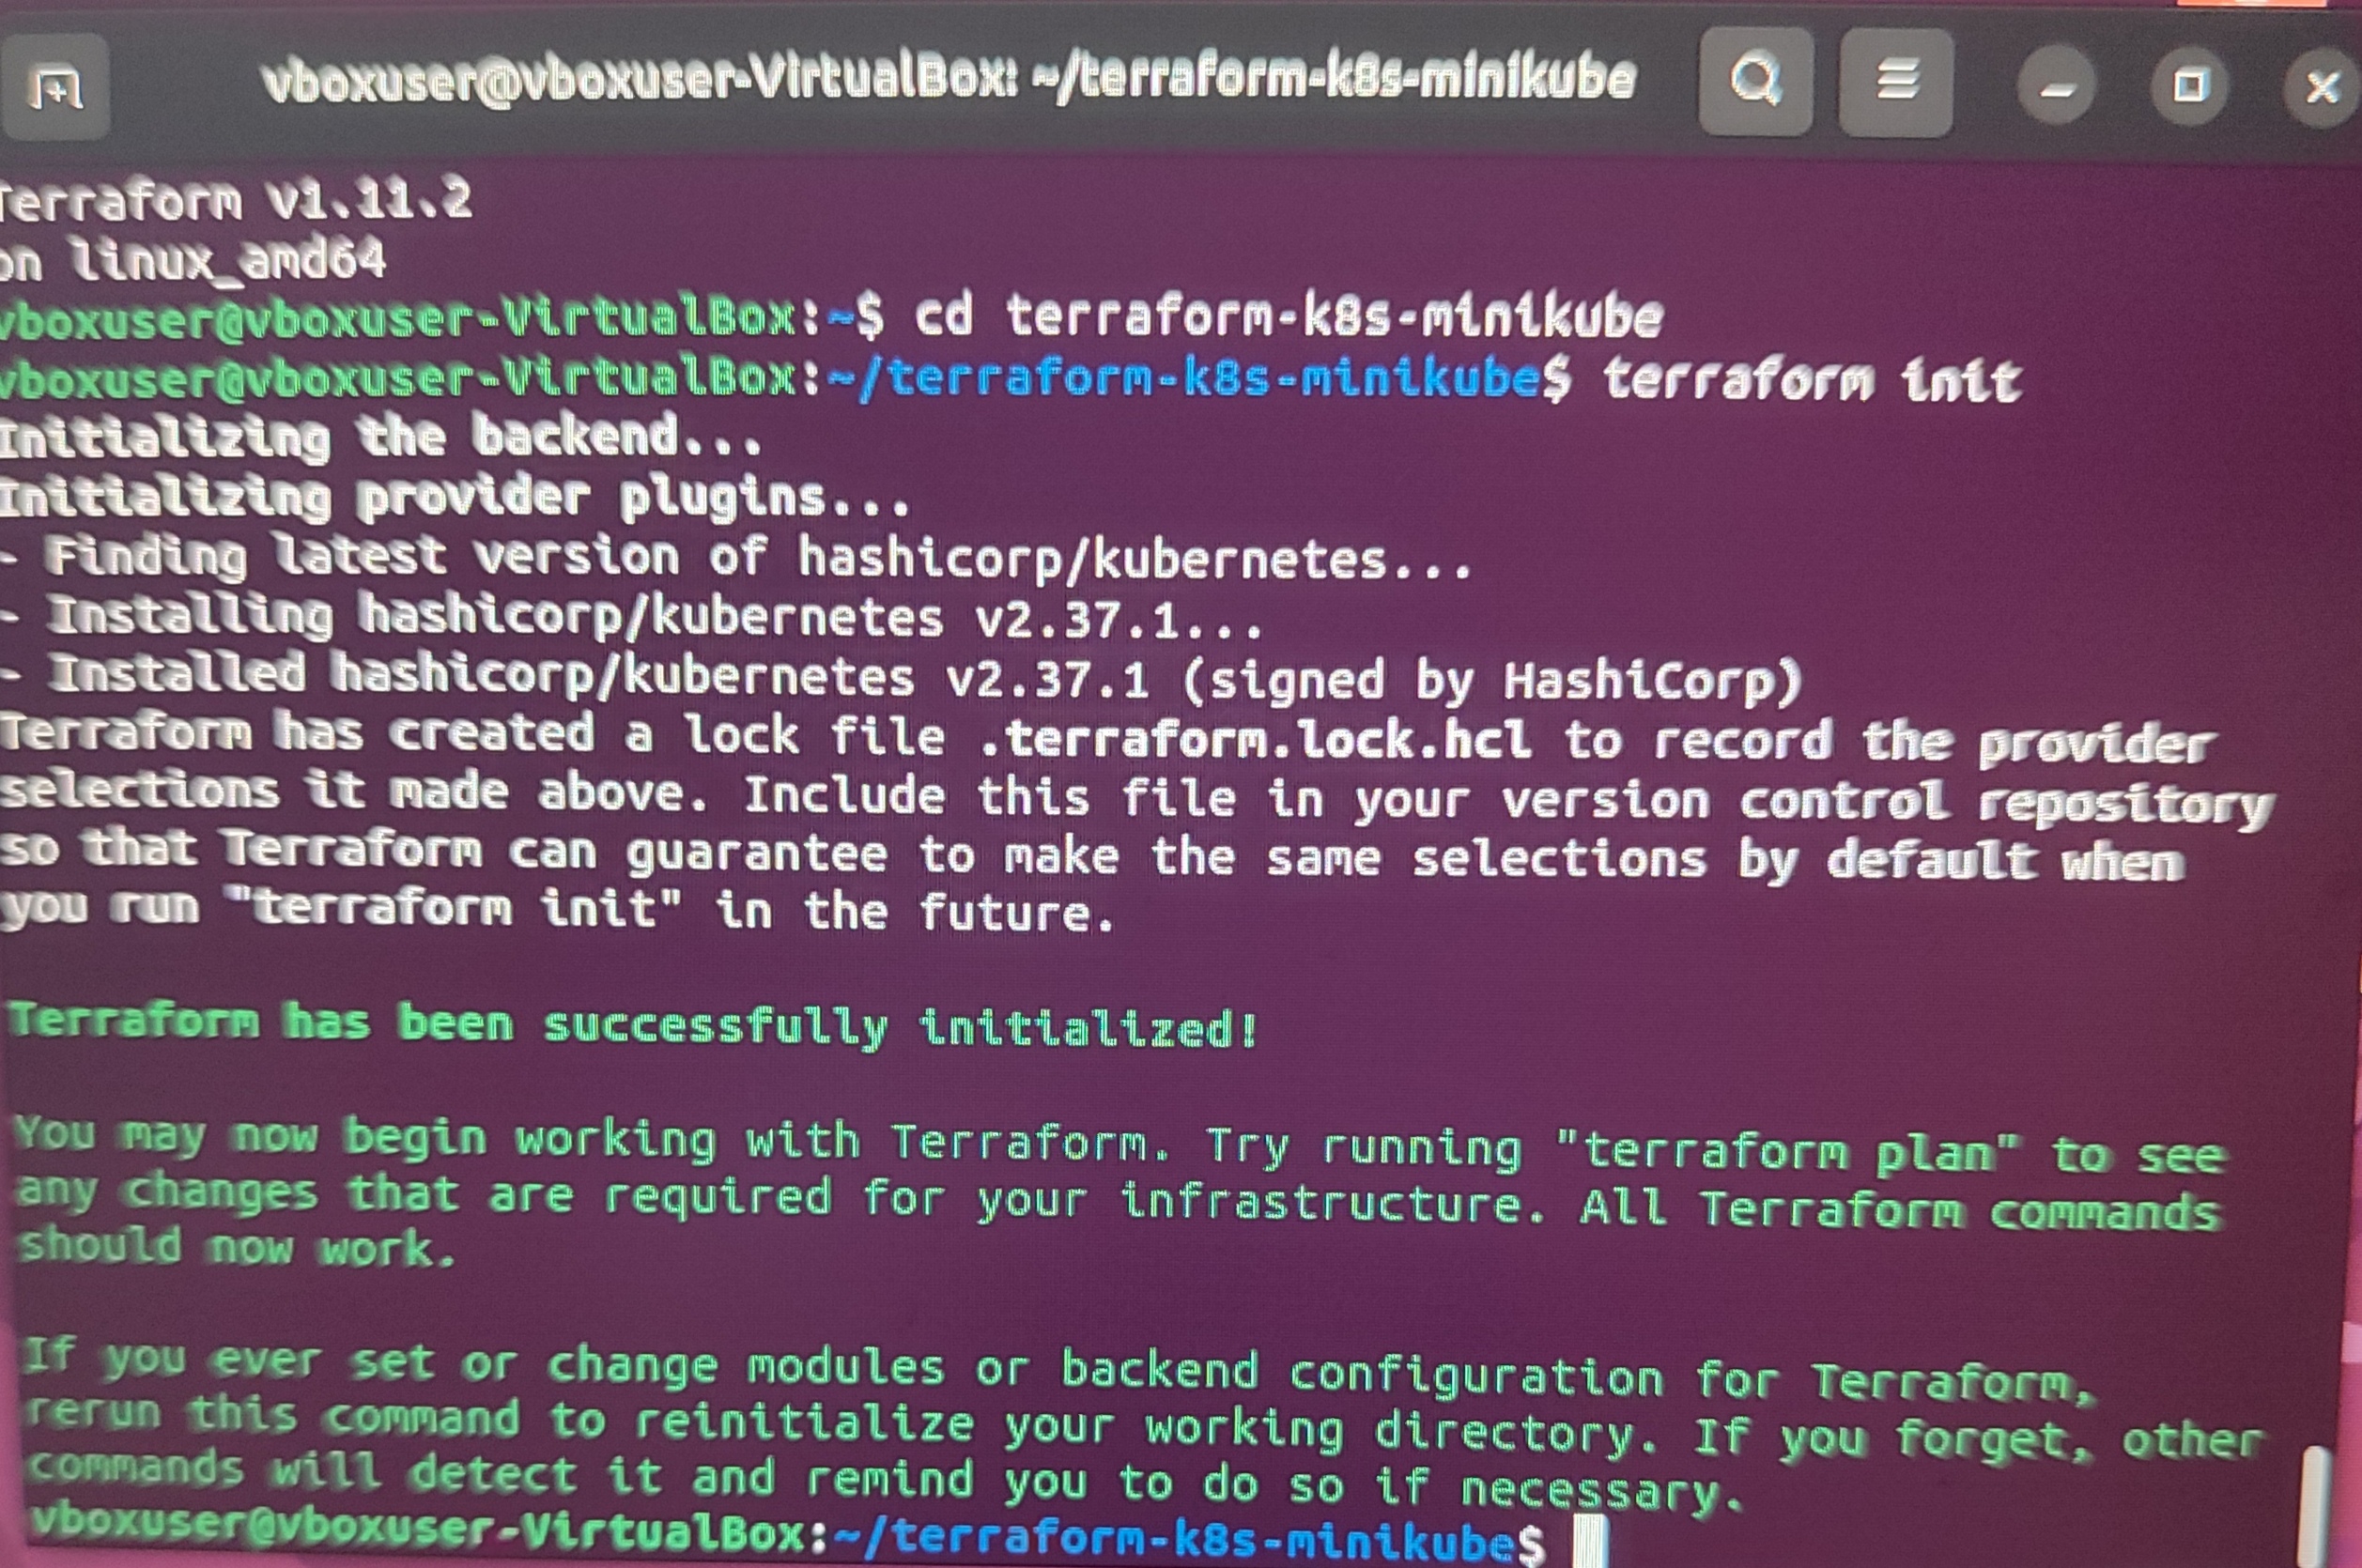 vboxuser@vboxuser-VirtualBox: ~/terraform-k8s-minikube
Terraform v1.11.2
on linux_amd64
vboxuser@vboxuser-VirtualBox:~$ cd terraform-k8s-minikube
vboxuser@vboxuser-VirtualBox:~/terraform-k8s-minikube$ terraform init
Initializing the backend...
Initializing provider plugins...
- Finding latest version of hashicorp/kubernetes...
- Installing hashicorp/kubernetes v2.37.1...
- Installed hashicorp/kubernetes v2.37.1 (signed by HashiCorp)
Terraform has created a lock file .terraform.lock.hcl to record the provider
selections it made above. Include this file in your version control repository
so that Terraform can guarantee to make the same selections by default when
you run "terraform init" in the future.
Terraform has been successfully initialized!
You may now begin working with Terraform. Try running "terraform plan" to see
any changes that are required for your infrastructure. All Terraform commands
should now work.
If you ever set or change modules or backend configuration for Terraform,
rerun this command to reinitialize your working directory. If you forget, other
commands will detect it and remind you to do so if necessary.
vboxuser@vboxuser-VirtualBox:~/terraform-k8s-minikube$